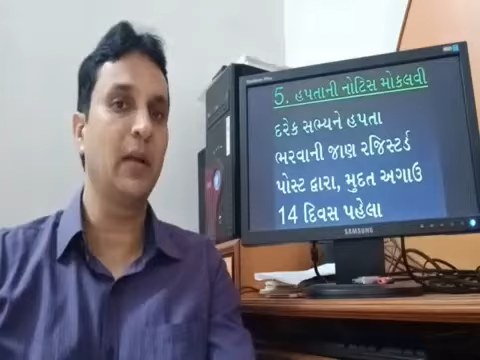 5. હપતાની નોટિસ મોકલવી
દરેક સભ્યને હપતા
ભરવાની જાણ રજિસ્ટર્ડ
પોસ્ટ દ્વારા, મુદત અગાઉ
14 દિવસ પહેલા
SAMSUNG